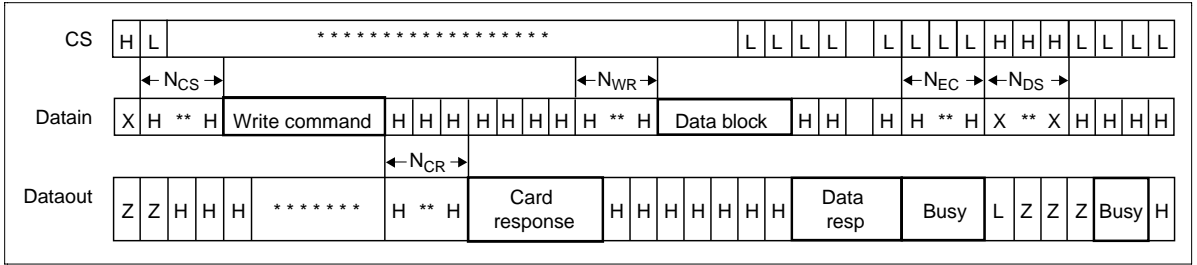 CS H L * * * * * * * * * * * * * * * * * * L L L L L L L L H H H L L L L
N_CS N_WR N_EC N_DS
Datain X H ** H Write command H H H H H H H H ** H Data block H H H H ** H X ** X H H H H
N_CR
Dataout Z Z H H H * * * * * * * H ** H Card response H H H H H H H Data resp Busy L Z Z Z Busy H